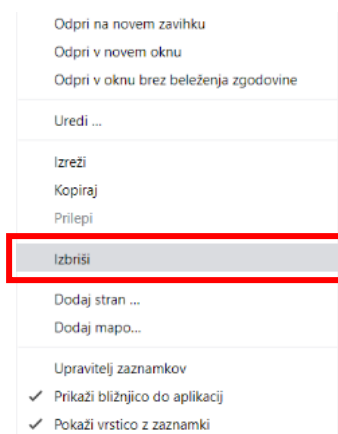 Odpri na novem zavihku
Odpri v novem oknu
Odpri v oknu brez beleženja zgodovine
Uredi ...
Izreži
Kopiraj
Prilepi
Izbriši
Dodaj stran ...
Dodaj mapo...
Upravitelj zaznamkov
✓ Prikaži bližnjico do aplikacij
✓ Pokaži vrstico z zaznamki